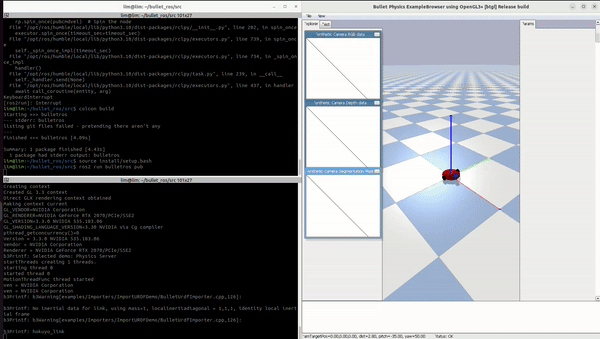 lim@lim: ~/bullet_ros/src 101x27
rp.spin_once(pubcmdvel)  # Spin the node
File "/opt/ros/humble/local/lib/python3.10/dist-packages/rclpy/__init__.py", line 202, in spin_onc
e
executor.spin_once(timeout_sec=timeout_sec)
File "/opt/ros/humble/local/lib/python3.10/dist-packages/rclpy/executors.py", line 739, in spin_on
ce
self._spin_once_impl(timeout_sec)
File "/opt/ros/humble/local/lib/python3.10/dist-packages/rclpy/executors.py", line 736, in _spin_o
nce_impl
handler()
File "/opt/ros/humble/local/lib/python3.10/dist-packages/rclpy/task.py", line 239, in __call__
self._handler.send(None)
File "/opt/ros/humble/local/lib/python3.10/dist-packages/rclpy/executors.py", line 437, in handler
await call_coroutine(entity, arg)
KeyboardInterrupt
[ros2run]: Interrupt
lim@lim:~/bullet_ros/src$ colcon build
Starting >>> bulletros
--- stderr: bulletros
listing git files failed - pretending there aren't any
---
Finished <<< bulletros [4.09s]
Summary: 1 package finished [4.43s]
1 package had stderr output: bulletros
lim@lim:~/bullet_ros/src$ source install/setup.bash
lim@lim:~/bullet_ros/src$ ros2 run bulletros pub
lim@lim: ~/bullet_ros/src 101x27
Creating context
Created GL 3.3 context
Direct GLX rendering context obtained
Making context current
GL_VENDOR=NVIDIA Corporation
GL_RENDERER=NVIDIA GeForce RTX 2070/PCIe/SSE2
GL_VERSION=3.3.0 NVIDIA 535.183.06
GL_SHADING_LANGUAGE_VERSION=3.30 NVIDIA via Cg compiler
pthread_getconcurrency()=0
Version = 3.3.0 NVIDIA 535.183.06
Vendor = NVIDIA Corporation
Renderer = NVIDIA GeForce RTX 2070/PCIe/SSE2
b3Printf: Selected demo: Physics Server
startThreads creating 1 threads.
starting thread 0
started thread 0
MotionThreadFunc thread started
ven = NVIDIA Corporation
ven = NVIDIA Corporation
b3Printf: b3Warning[examples/Importers/ImportURDFDemo/BulletUrdfImporter.cpp,126]:
b3Printf: No inertial data for link, using mass=1, localinertiadiagonal = 1,1,1, identity local inert
ial frame
b3Printf: b3Warning[examples/Importers/ImportURDFDemo/BulletUrdfImporter.cpp,126]:
b3Printf: hokuyo_link
Bullet Physics ExampleBrowser using OpenGL3+ [btgl] Release build
File View
Explorer Test
Params
Synthetic Camera RGB data
Synthetic Camera Depth data
Synthetic Camera Segmentation Mask
camTargetPos=0.00,0.00,0.00, dist=2.00, pitch=-35.00, yaw=50.00 Status: OK